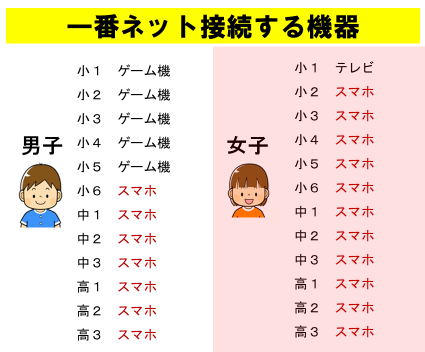 一番ネット接続する機器
男子
小１ ゲーム機
小２ ゲーム機
小３ ゲーム機
小４ ゲーム機
小５ ゲーム機
小６ スマホ
中１ スマホ
中２ スマホ
中３ スマホ
高１ スマホ
高２ スマホ
高３ スマホ
女子
小１ テレビ
小２ スマホ
小３ スマホ
小４ スマホ
小５ スマホ
小６ スマホ
中１ スマホ
中２ スマホ
中３ スマホ
高１ スマホ
高２ スマホ
高３ スマホ